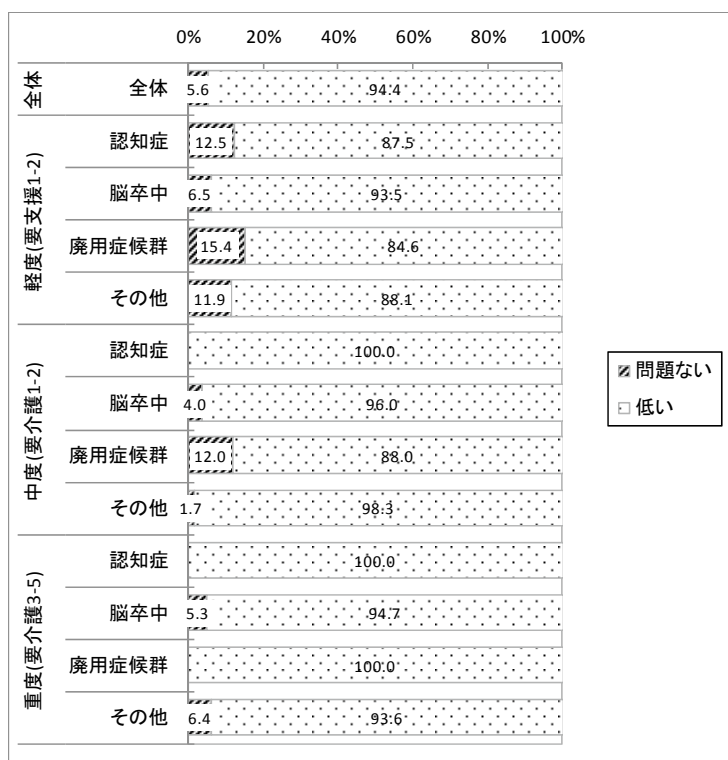 0% 20% 40% 60% 80% 100%
全体
全体 5.6 94.4
軽度(要支援1-2)
認知症 12.5 87.5
脳卒中 6.5 93.5
廃用症候群 15.4 84.6
その他 11.9 88.1
中度(要介護1-2)
認知症 100.0
脳卒中 4.0 96.0
廃用症候群 12.0 88.0
その他 1.7 98.3
重度(要介護3-5)
認知症 100.0
脳卒中 5.3 94.7
廃用症候群 100.0
その他 6.4 93.6
問題ない
低い